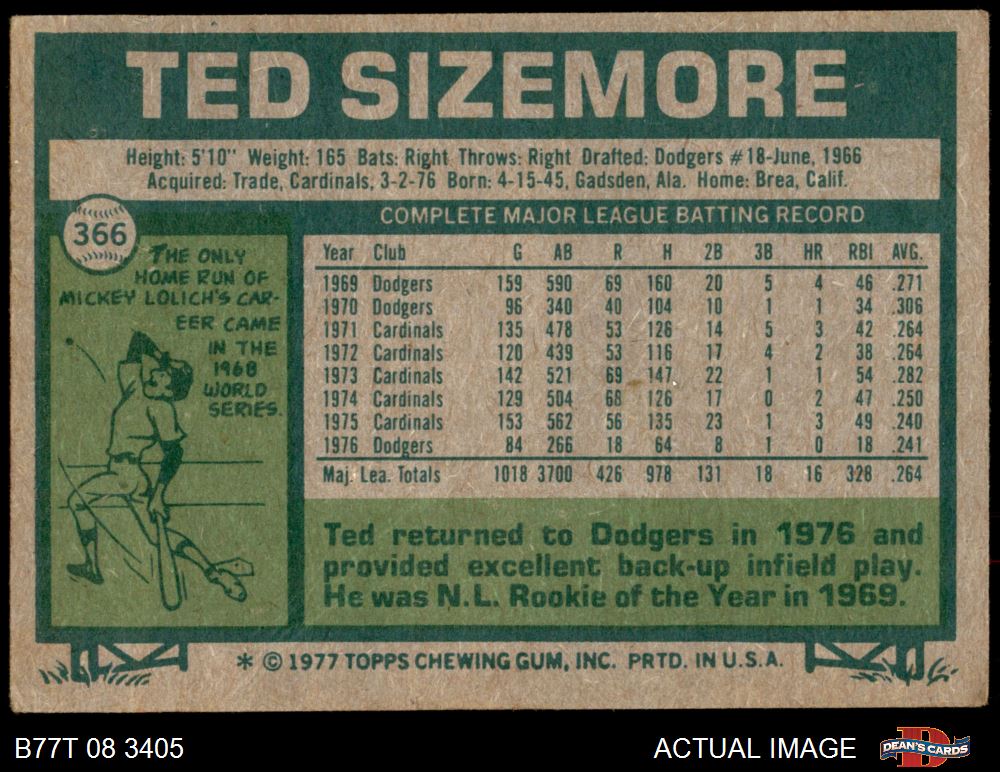 TED SIZEMORE
Height: 5'10" Weight: 165 Bats: Right Throws: Right Drafted: Dodgers #18-June, 1966
Acquired: Trade, Cardinals, 3-2-76 Born: 4-15-45, Gadsden, Ala. Home: Brea, Calif.
366
THE ONLY
HOME RUN OF
MICKEY LOLICH'S CAR-
EER CAME
IN THE
1968
WORLD
SERIES.
COMPLETE MAJOR LEAGUE BATTING RECORD
Year Club G AB R H 2B 3B HR RBI AVG.
1969 Dodgers 159 590 69 160 20 5 4 46 .271
1970 Dodgers 96 340 40 104 10 1 1 34 .306
1971 Cardinals 135 478 53 126 14 5 3 42 .264
1972 Cardinals 120 439 53 116 17 4 2 38 .264
1973 Cardinals 142 521 69 147 22 1 1 54 .282
1974 Cardinals 129 504 68 126 17 0 2 47 .250
1975 Cardinals 153 562 56 135 23 1 3 49 .240
1976 Dodgers 84 266 18 64 8 1 0 18 .241
Maj. Lea. Totals 1018 3700 426 978 131 18 16 328 .264
Ted returned to Dodgers in 1976 and
provided excellent back-up infield play.
He was N.L. Rookie of the Year in 1969.
* © 1977 TOPPS CHEWING GUM, INC. PRTD. IN U.S.A.
B77T 08 3405
ACTUAL IMAGE
D
DEAN'S CARDS